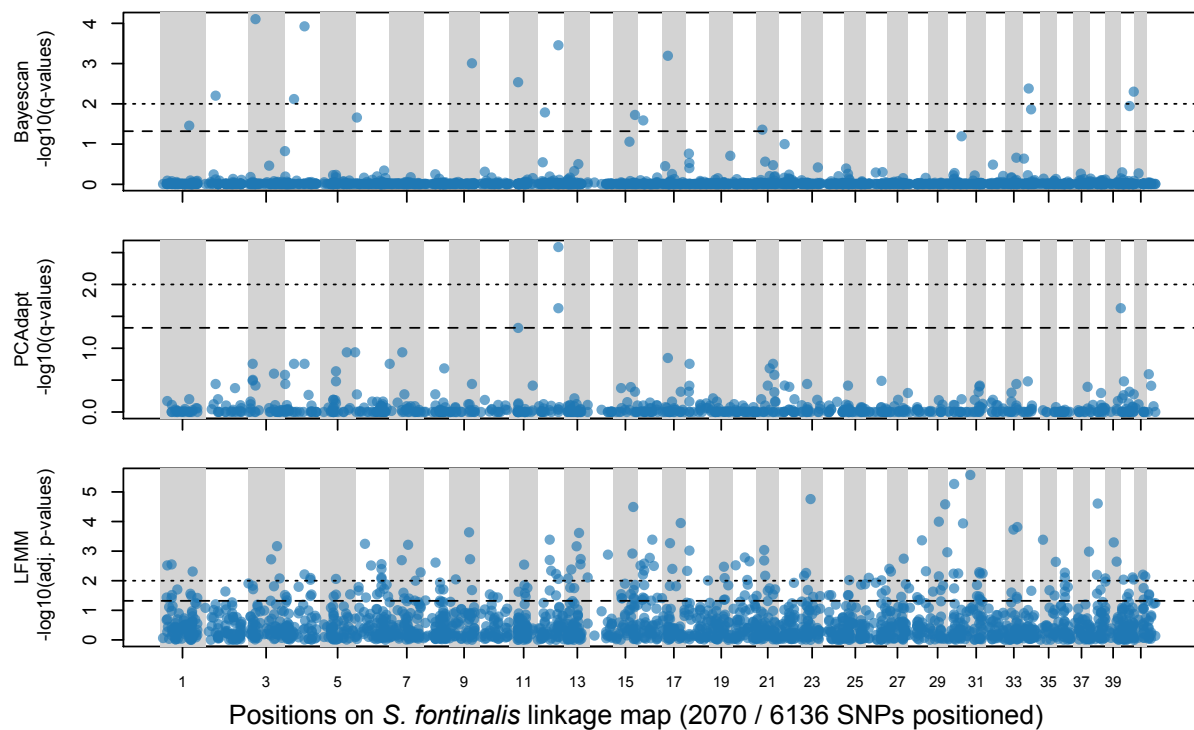 Bayescan
-log10(q-values)
4
3
2
1
0
PCAdapt
-log10(q-values)
2.0
1.0
0.0
LFMM
-log10(adj. p-values)
5
4
3
2
1
0
1 3 5 7 9 11 13 15 17 19 21 23 25 27 29 31 33 35 37 39
Positions on S. fontinalis linkage map (2070 / 6136 SNPs positioned)